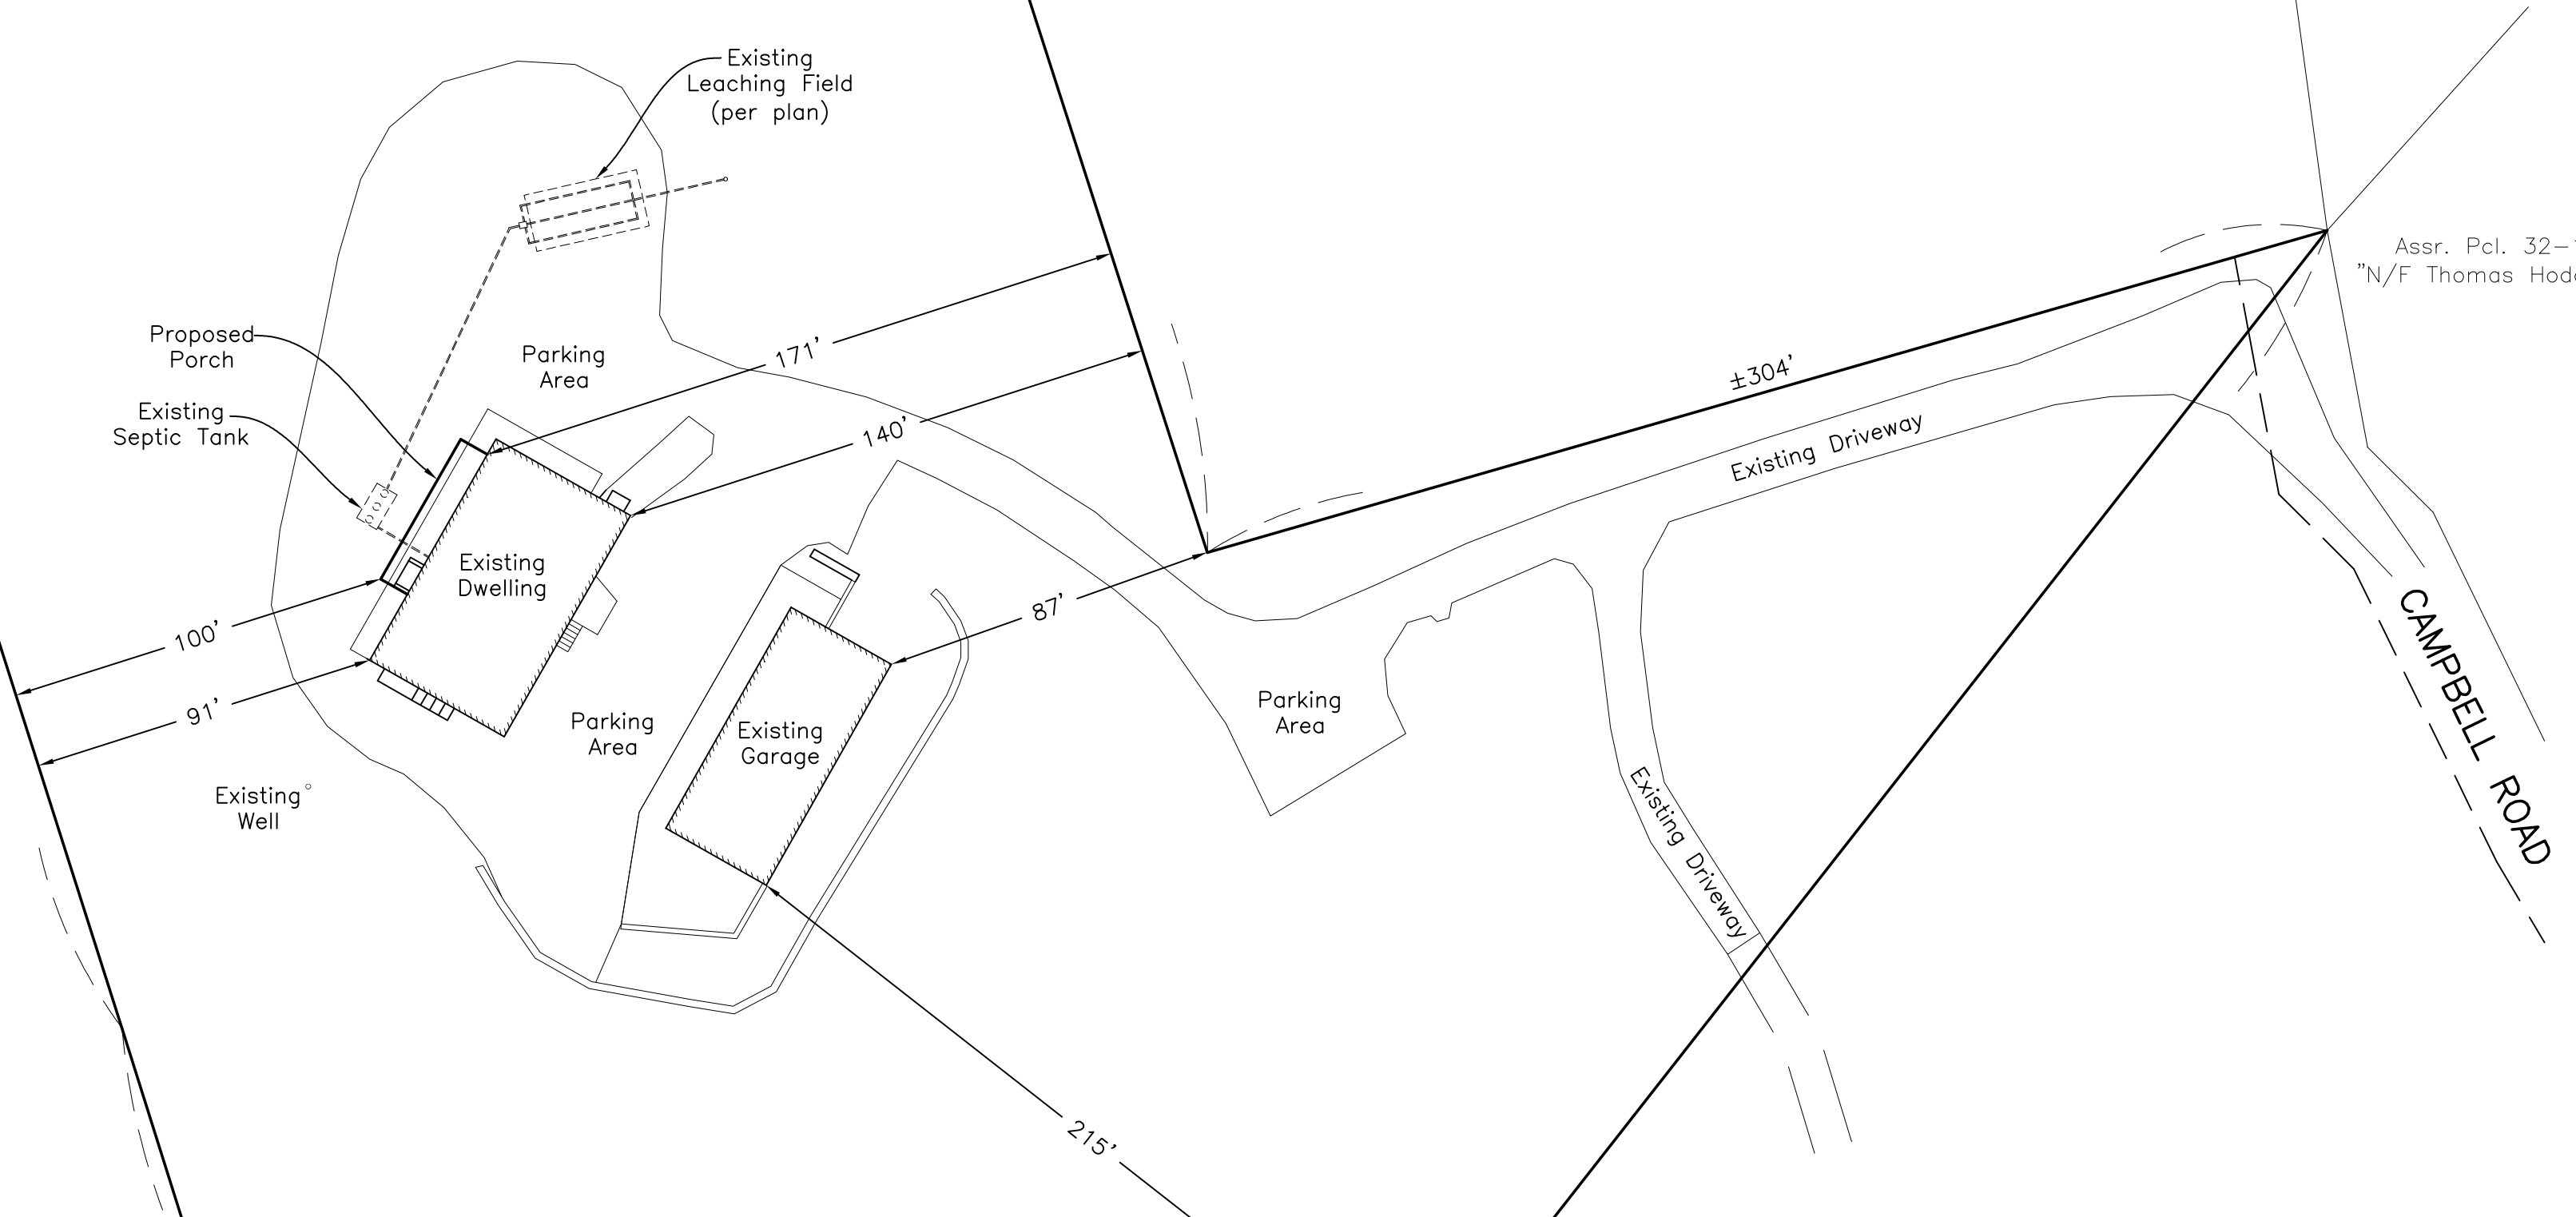 Existing
Leaching Field
(per plan)
Assr. Pcl. 32-
"N/F Thomas
Proposed
Porch
Parking
Area
171'
±304'
Existing
Septic Tank
140'
Existing Driveway
Existing
Dwelling
100'
87'
91'
Parking
Area
Existing
Garage
Parking
Area
CAMPBELL ROAD
Existing
Well
Existing Driveway
215'